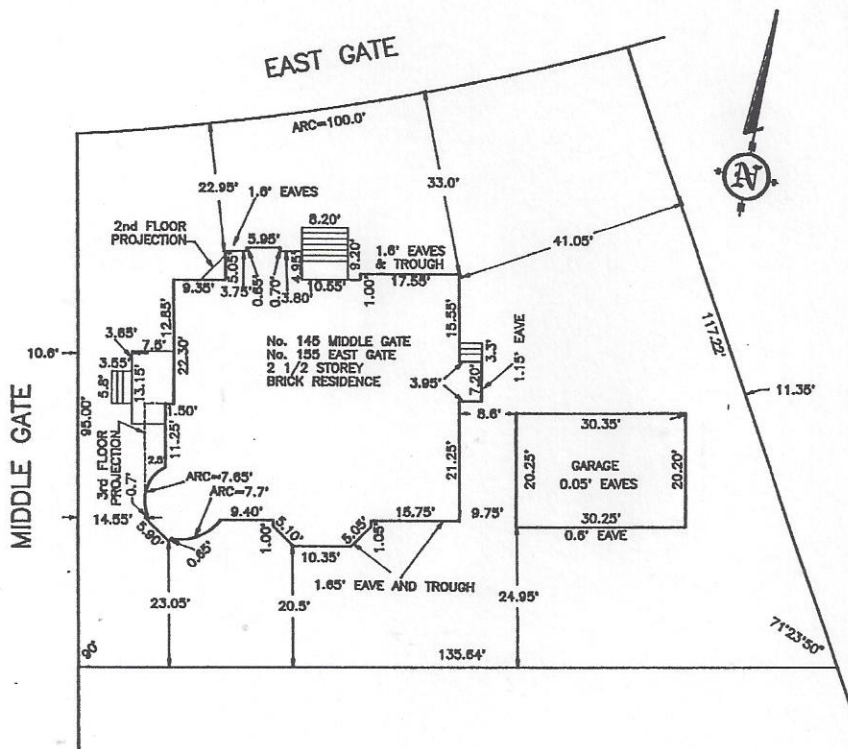 EAST GATE
ARC=100.0'
22.95'
1.6' EAVES
33.0'
41.05'
2nd FLOOR
PROJECTION
8.20'
5.95'
9.20'
1.6' EAVES
& TROUGH
9.35'
5.05'
3.75'
0.65'
0.70'
3.80'
4.95'
10.55'
1.00'
17.55'
N
117.22'
11.35'
12.85'
22.30'
No. 145 MIDDLE GATE
No. 155 EAST GATE
2 1/2 STOREY
BRICK RESIDENCE
15.55'
3.3'
7.20'
3.95'
1.15' EAVE
10.6'
3.65'
7.5'
3.55'
5.8'
13.15'
1.50'
11.25'
MIDDLE GATE
95.00'
3rd FLOOR
PROJECTION
0.7'
2.5'
ARC=7.65'
ARC=7.7'
14.55'
5.90'
0.65'
9.40'
1.00'
5.10'
10.35'
5.05'
1.05'
15.75'
21.25'
8.6'
9.75'
30.35'
20.25'
GARAGE
0.05' EAVES
20.20'
30.25'
0.6' EAVE
1.65' EAVE AND TROUGH
23.05'
20.5'
24.95'
90°
135.64'
71°23'50"